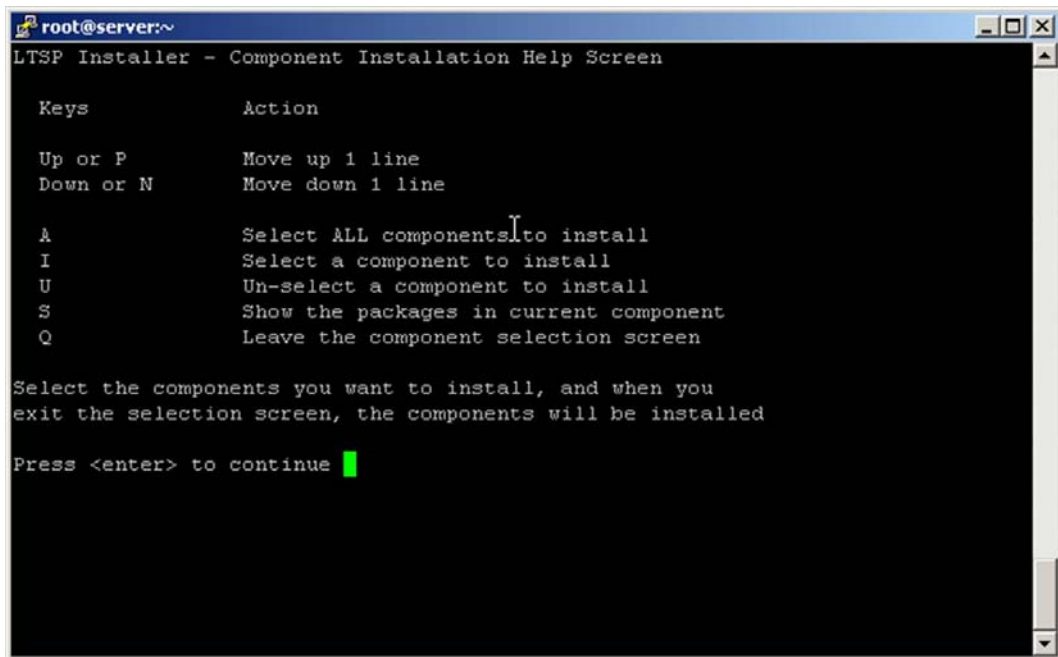 root@server:~
LTSP Installer - Component Installation Help Screen
Keys Action
Up or P Move up 1 line
Down or N Move down 1 line
A Select ALL components to install
I Select a component to install
U Un-select a component to install
S Show the packages in current component
Q Leave the component selection screen
Select the components you want to install, and when you
exit the selection screen, the components will be installed
Press <enter> to continue